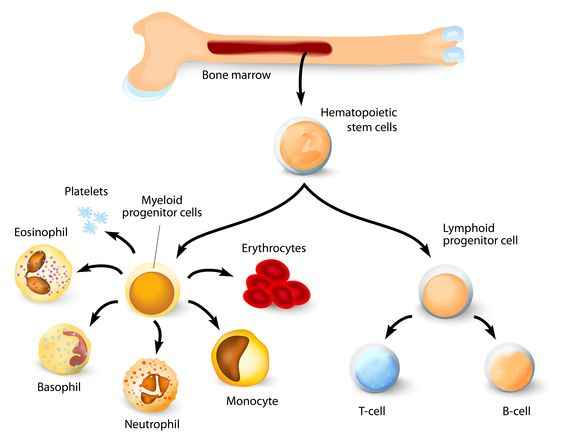 Bone marrow
Hematopoietic
stem cells
Platelets
Myeloid
progenitor cells
Eosinophil
Erythrocytes
Lymphoid
progenitor cell
Basophil
Neutrophil
Monocyte
T-cell
B-cell